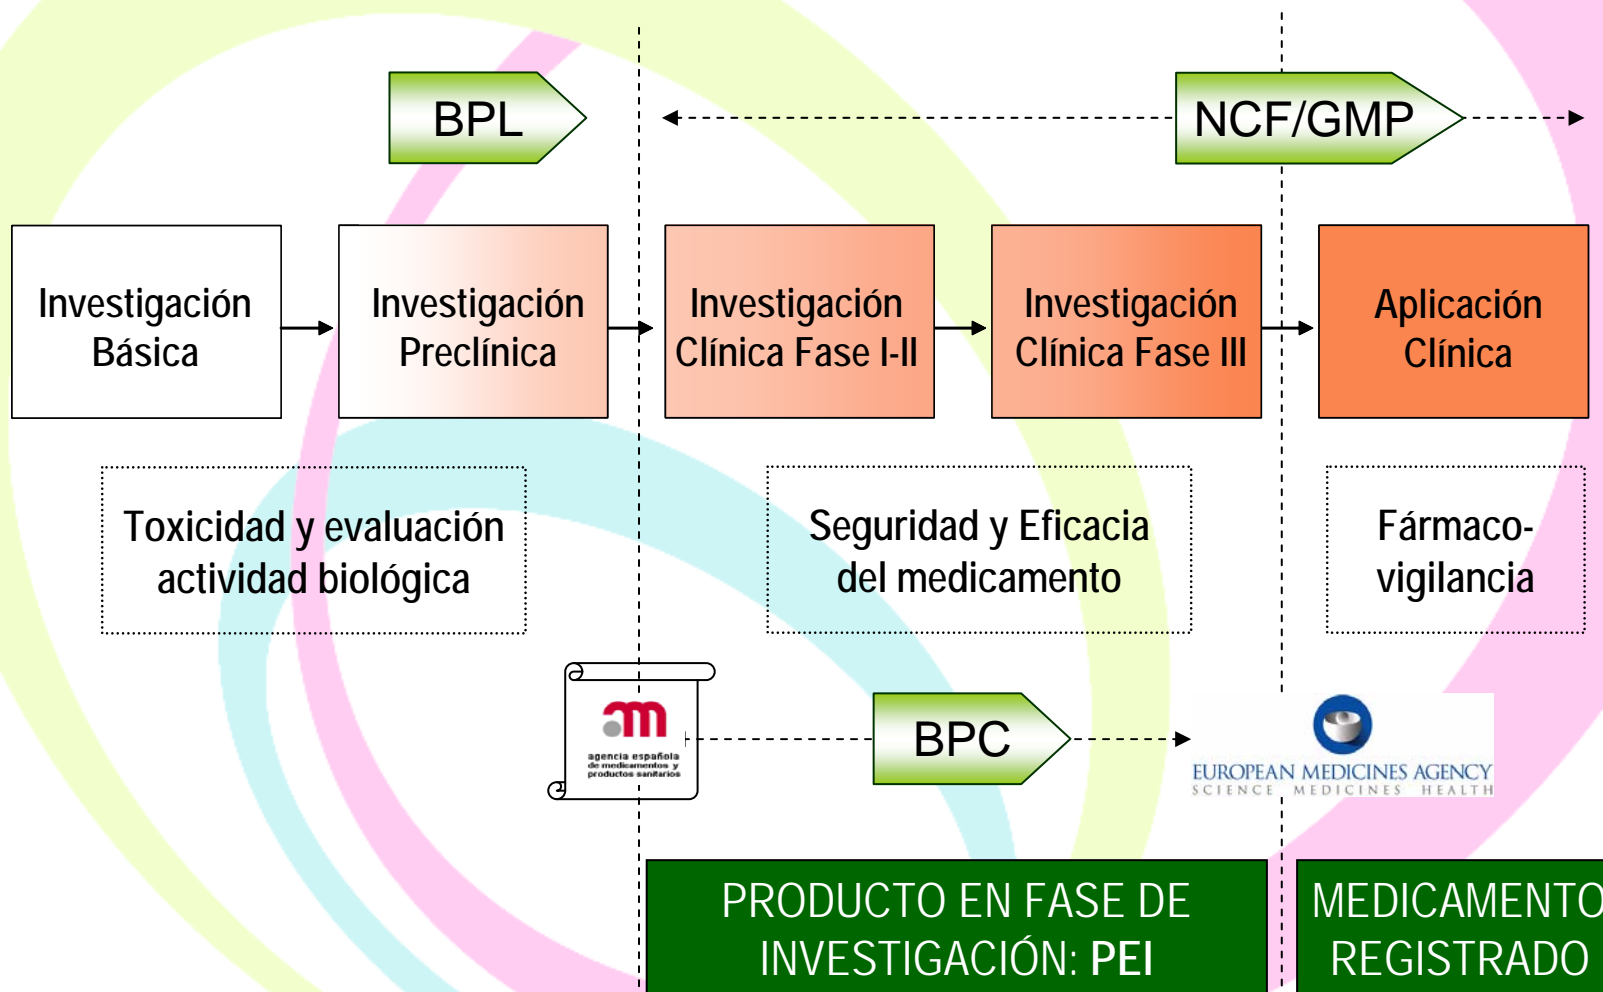 BPL
NCF/GMP
Investigación
Básica
Investigación
Preclínica
Investigación
Clínica Fase I-II
Investigación
Clínica Fase III
Aplicación
Clínica
Toxicidad y evaluación
actividad biológica
Seguridad y Eficacia
del medicamento
Fármaco-
vigilancia
am
agencia española
de medicamentos y
productos sanitarios
BPC
EUROPEAN MEDICINES AGENCY
SCIENCE MEDICINES HEALTH
PRODUCTO EN FASE DE
INVESTIGACIÓN: PEI
MEDICAMENTO
REGISTRADO